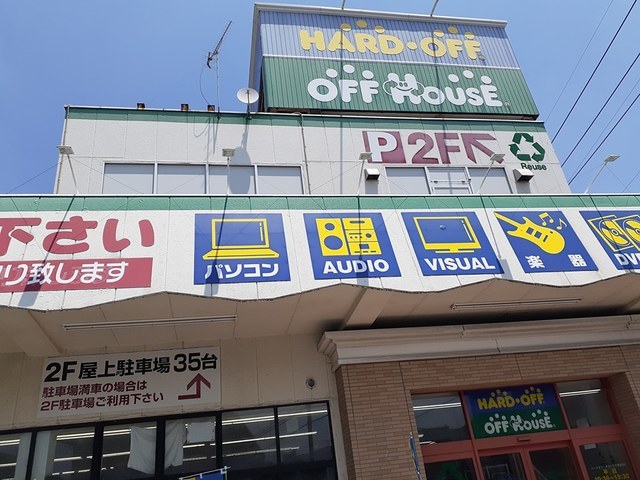 HARD・OFF
OFF HOUSE
P 2F
Reuse
下さい
り致します
パソコン
AUDIO
VISUAL
楽器
DV
2F屋上駐車場35台
駐車場満車の場合は
2F駐車場ご利用下さい
HARD・OFF
OFF HOUSE